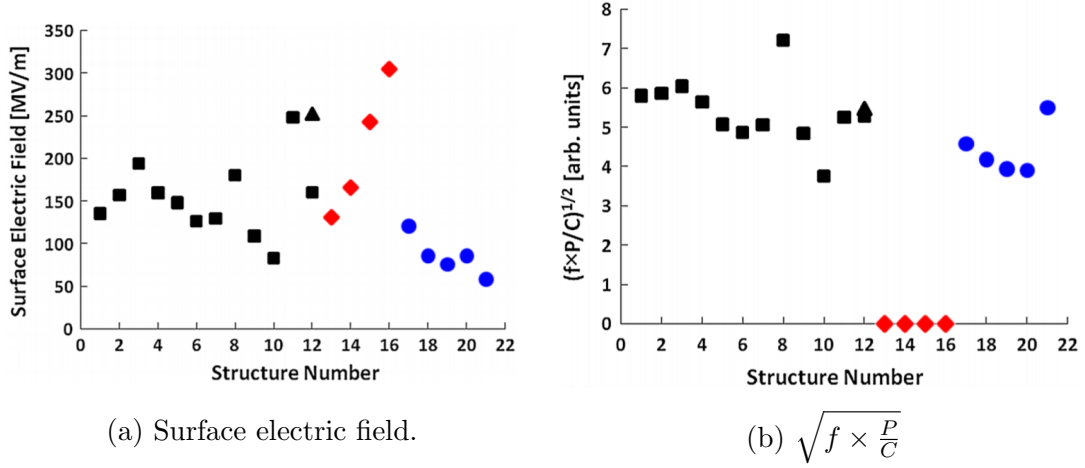 350
300
250
200
150
100
50
0
Surface Electric Field [MV/m]
0 2 4 6 8 10 12 14 16 18 20 22
Structure Number
(a) Surface electric field.
8
7
6
5
4
3
2
1
0
(f×P/C)^{1/2} [arb. units]
0 2 4 6 8 10 12 14 16 18 20 22
Structure Number
(b) \sqrt{f × \frac{P}{C}}